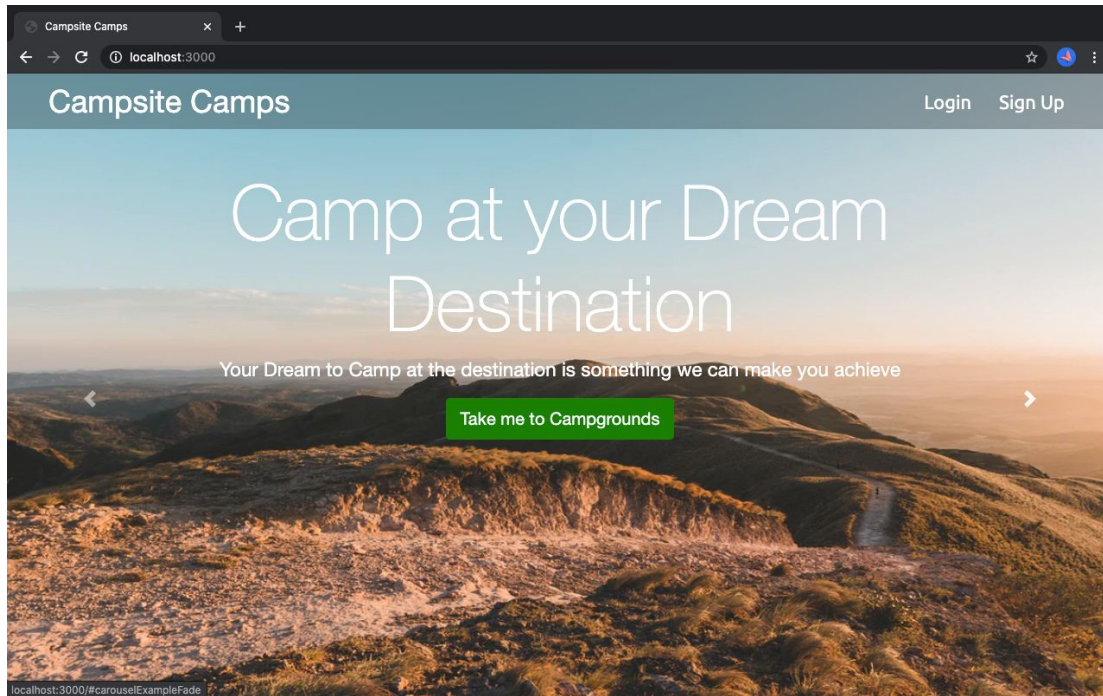 Campsite Camps
localhost:3000
Campsite Camps
Login Sign Up
Camp at your Dream
Destination
Your Dream to Camp at the destination is something we can make you achieve
Take me to Campgrounds
localhost:3000/#carouselExampleFade